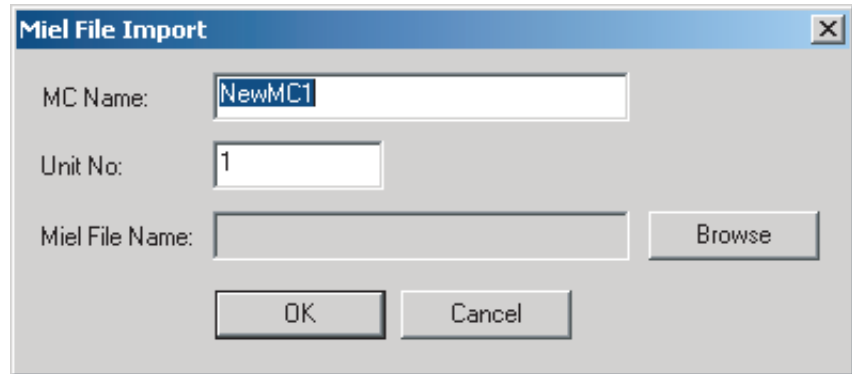 Miel File Import
MC Name: NewMC1
Unit No: 1
Miel File Name: Browse
OK Cancel